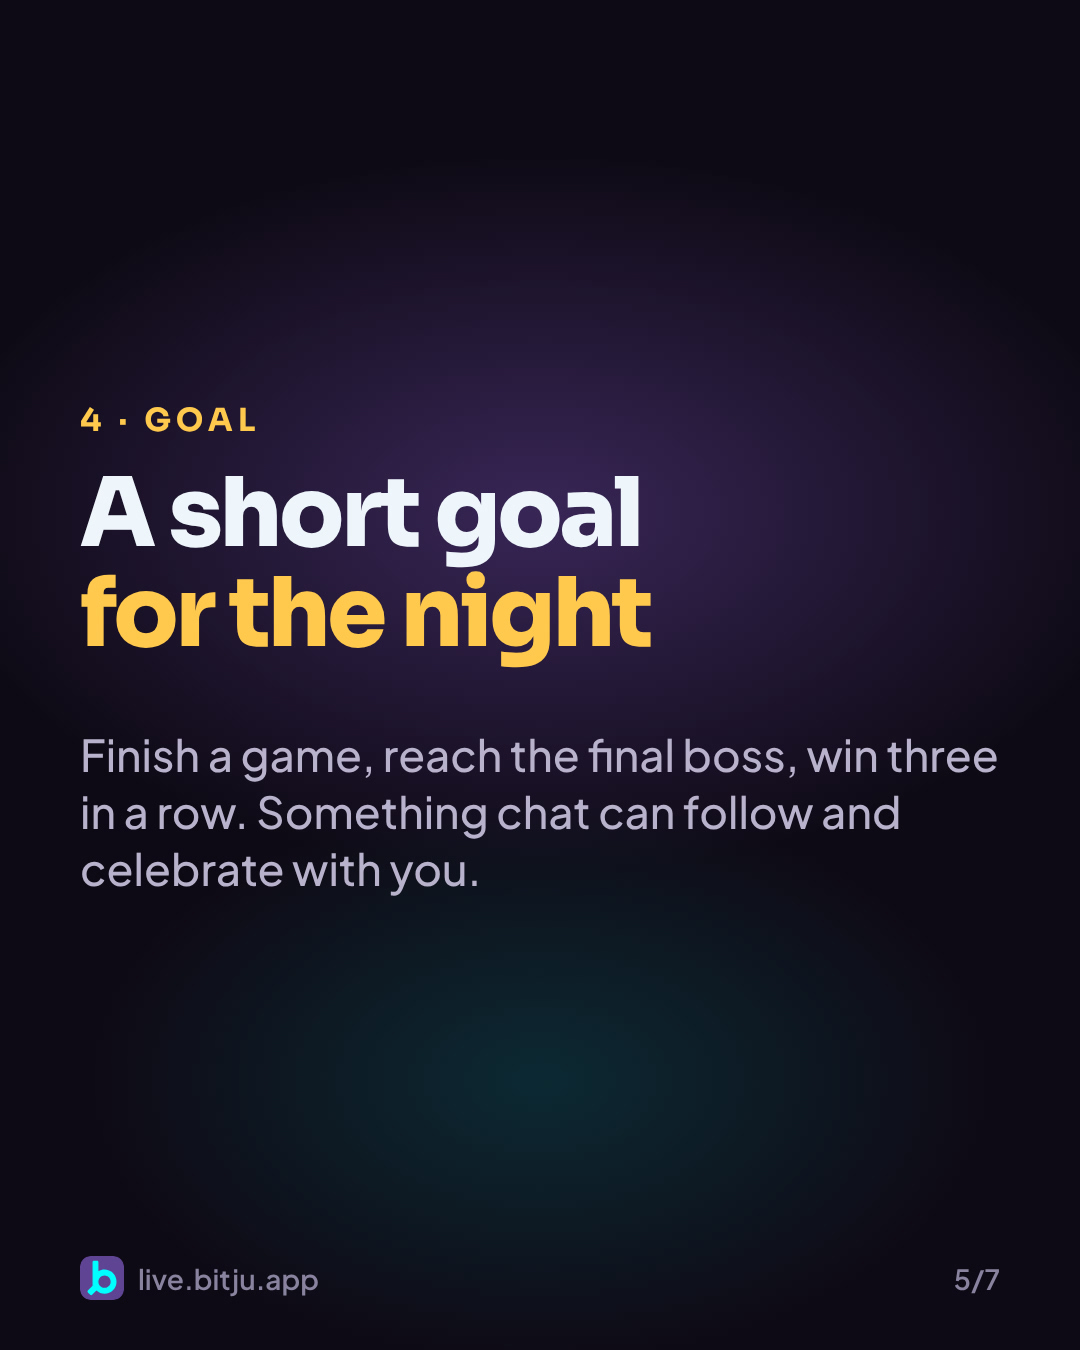 4 · GOAL
A short goal
for the night
Finish a game, reach the final boss, win three
in a row. Something chat can follow and
celebrate with you.
live.bitju.app
5/7